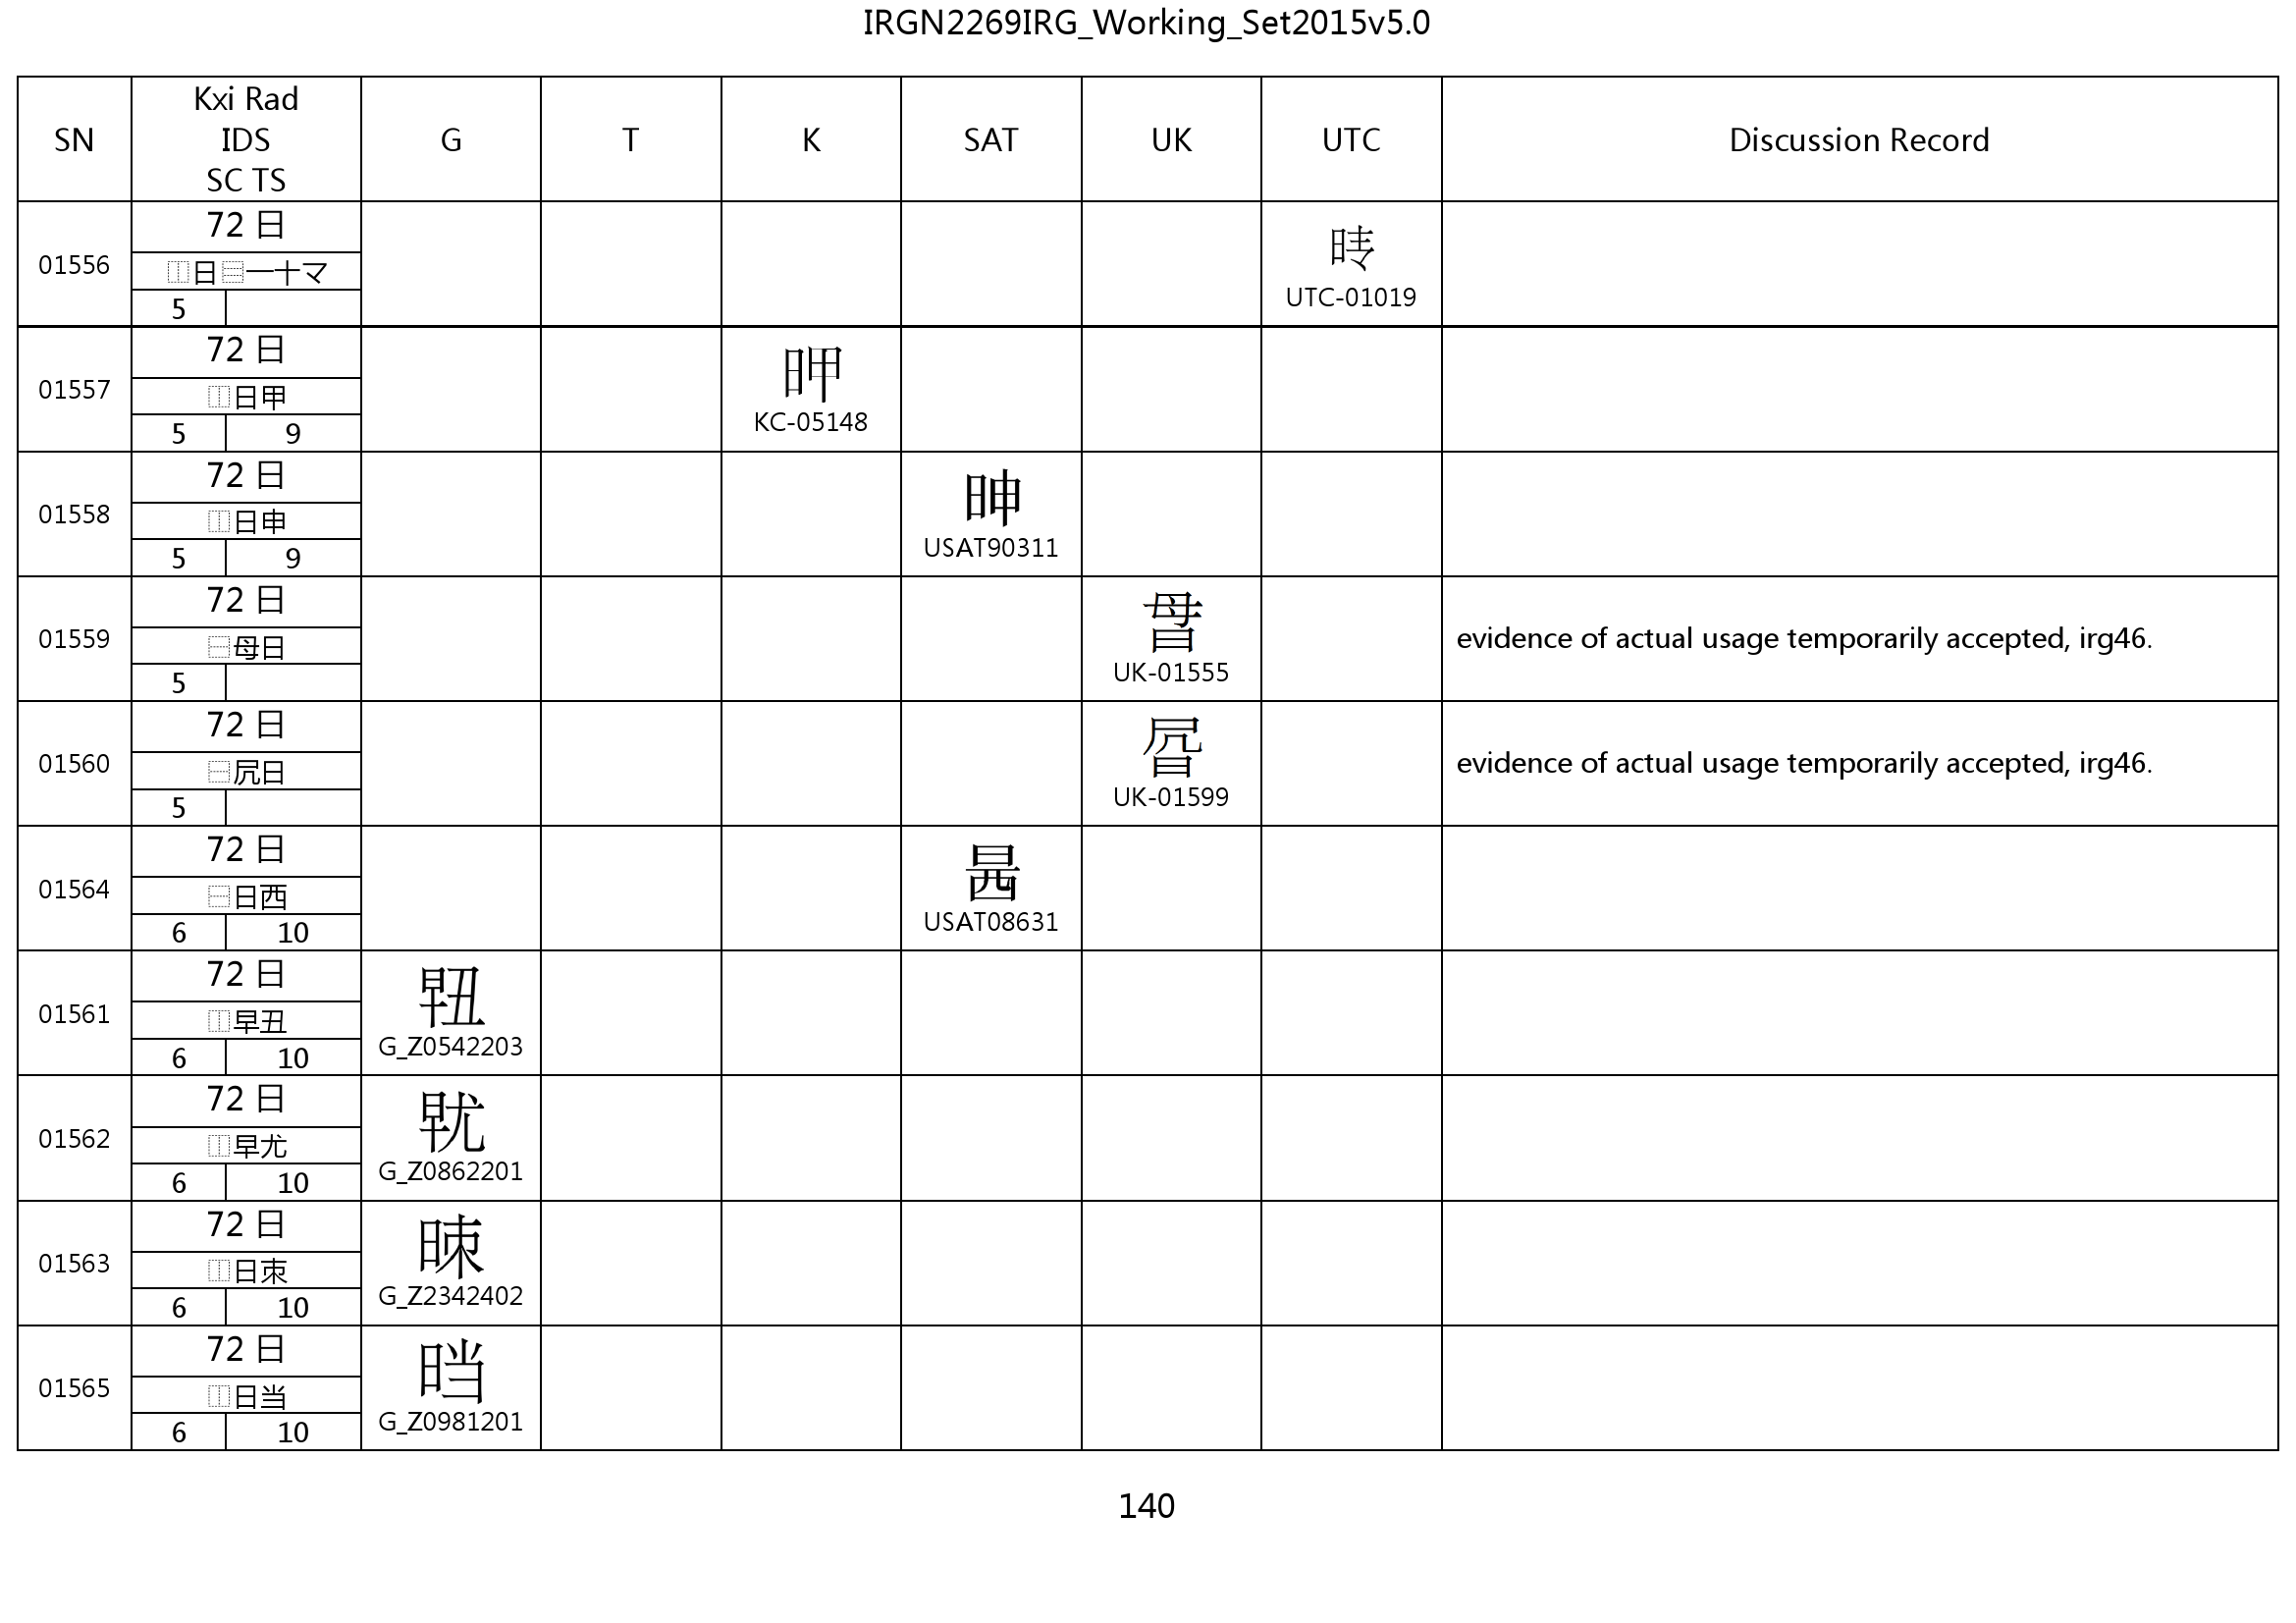 IRGN2269IRG_Working_Set2015v5.0
SN
Kxi Rad
IDS
SC TS
G
T
K
SAT
UK
UTC
Discussion Record
01556
72 日
⿰日⿳一十マ
5
UTC-01019
01557
72 日
⿰日甲
5 9
KC-05148
01558
72 日
⿰日申
5 9
USAT90311
01559
72 日
⿱母日
5
UK-01555
evidence of actual usage temporarily accepted, irg46.
01560
72 日
⿱凥日
5
UK-01599
evidence of actual usage temporarily accepted, irg46.
01564
72 日
⿱日西
6 10
USAT08631
01561
72 日
⿰早丑
6 10
G_Z0542203
01562
72 日
⿰早尤
6 10
G_Z0862201
01563
72 日
⿰日朿
6 10
G_Z2342402
01565
72 日
⿰日当
6 10
G_Z0981201
140